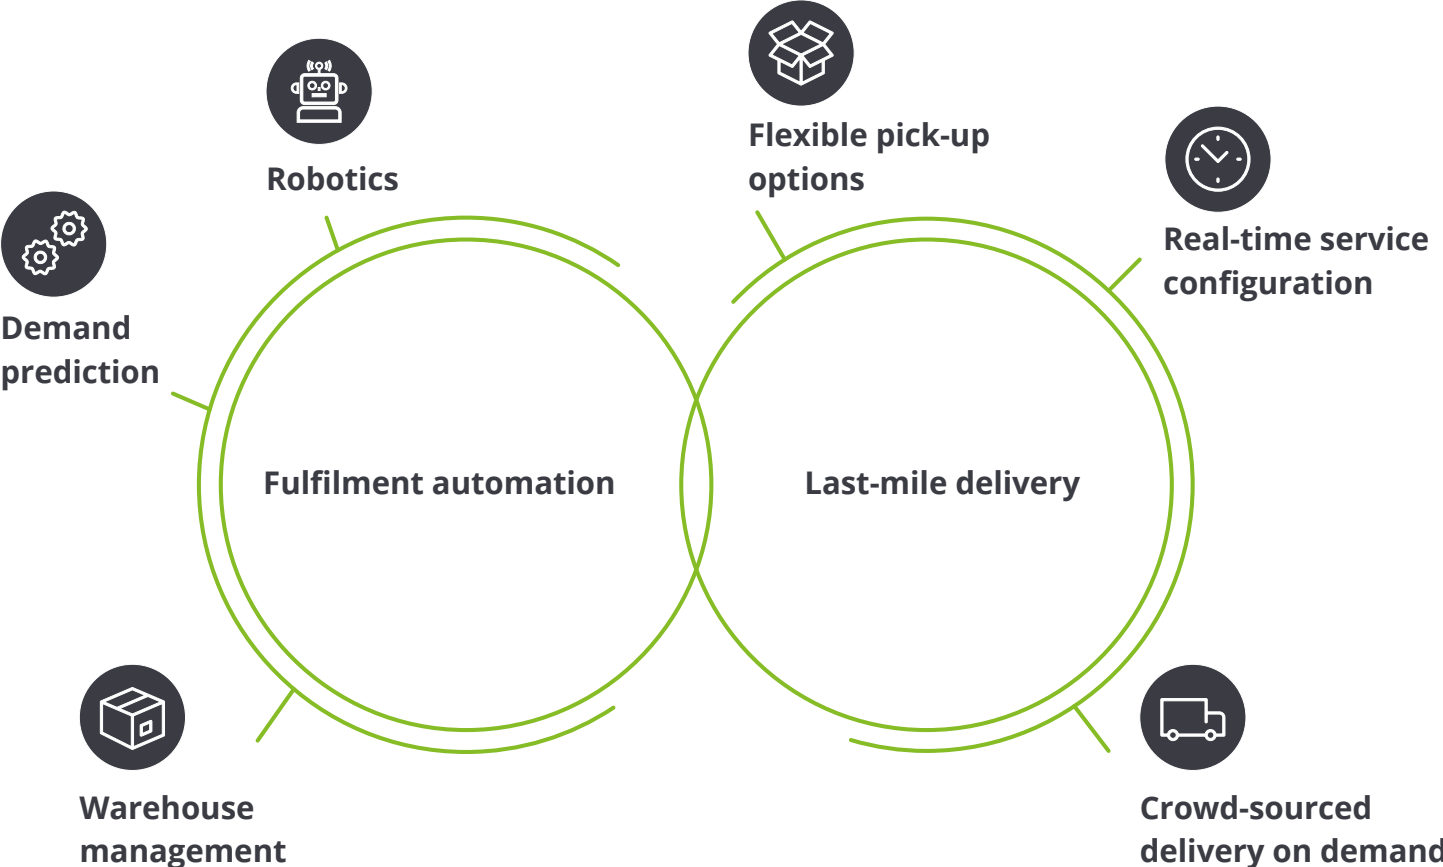 Robotics
Demand
prediction
Fulfilment automation
Warehouse
management
Flexible pick-up
options
Real-time service
configuration
Last-mile delivery
Crowd-sourced
delivery on demand